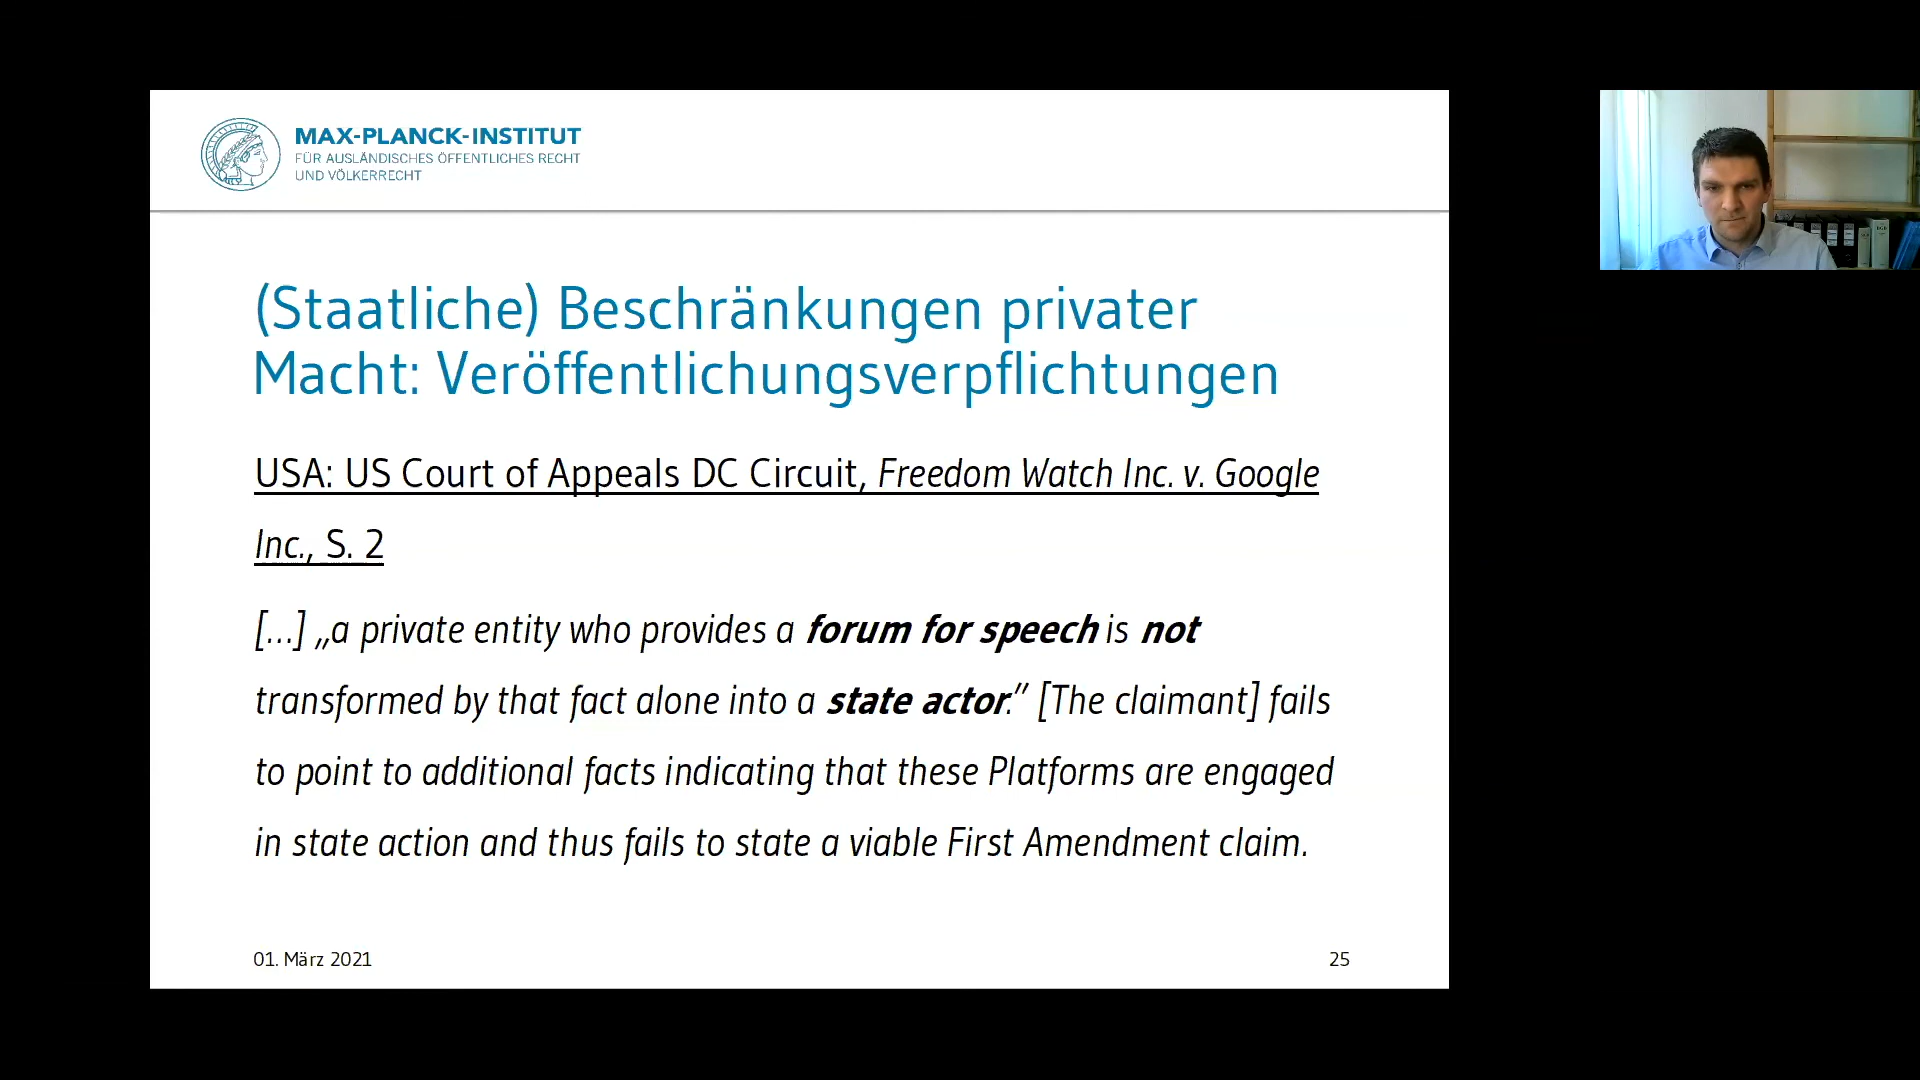 MAX-PLANCK-INSTITUT
FÜR AUSLÄNDISCHES ÖFFENTLICHES RECHT
UND VÖLKERRECHT
(Staatliche) Beschränkungen privater
Macht: Veröffentlichungsverpflichtungen
USA: US Court of Appeals DC Circuit, Freedom Watch Inc. v. Google
Inc., S. 2
[…] „a private entity who provides a forum for speech is not
transformed by that fact alone into a state actor.” [The claimant] fails
to point to additional facts indicating that these Platforms are engaged
in state action and thus fails to state a viable First Amendment claim.
01. März 2021
25